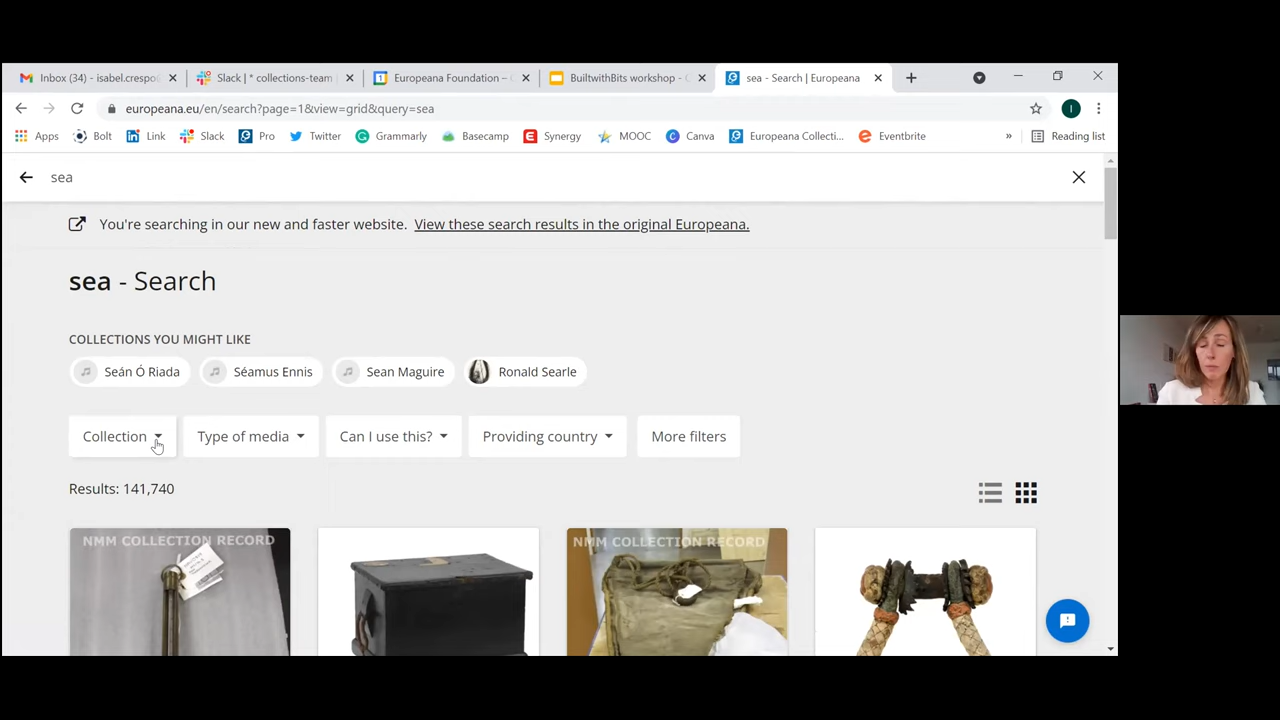 Inbox (34) - isabel.crespo
Slack | * collections-team
Europeana Foundation –
BuiltwithBits workshop -
sea - Search | Europeana
europeana.eu/en/search?page=1&view=grid&query=sea
I
Apps
Bolt
Link
Slack
Pro
Twitter
Grammarly
Basecamp
Synergy
MOOC
Canva
Europeana Collecti...
Eventbrite
»
Reading list
sea
You're searching in our new and faster website. View these search results in the original Europeana.
sea - Search
COLLECTIONS YOU MIGHT LIKE
Seán Ó Riada
Séamus Ennis
Sean Maguire
Ronald Searle
Collection
Type of media
Can I use this?
Providing country
More filters
Results: 141,740
NMM COLLECTION RECORD
NMM COLLECTION RECORD